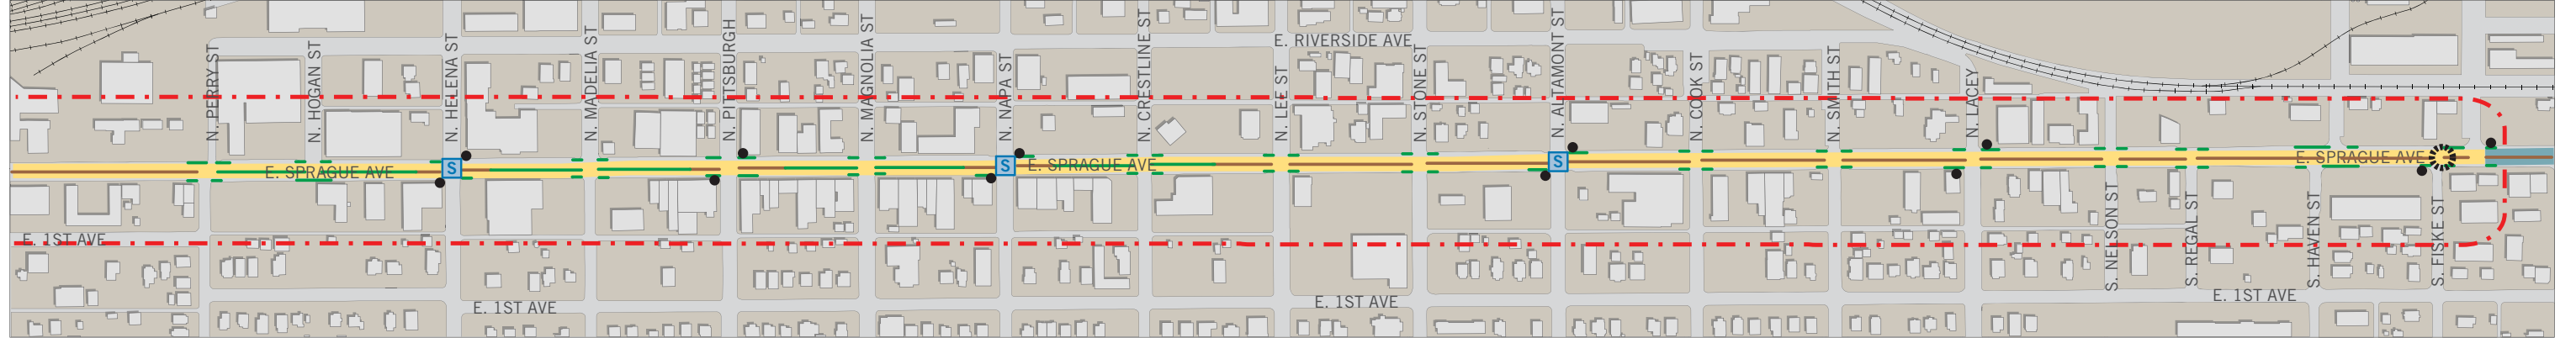 E. RIVERSIDE AVE.
N. PERRY ST
N. HOGAN ST
N. HELENA ST
N. MADELIA ST
N. PITTSBURGH
N. MAGNOLIA ST
N. NAPA ST
N. CRESTLINE ST
N. LEE ST
N. STONE ST
N. ALTAMONT ST
N. COOK ST
N. SMITH ST
N. LACEY
E. SPRAGUE AVE
S
S
E. SPRAGUE AVE
S
E. SPRAGUE AVE
S. NELSON ST
S. REGAL ST
S. HAVEN ST
S. FISKE ST
E. 1ST AVE
E. 1ST AVE
E. 1ST AVE
E. 1ST AVE